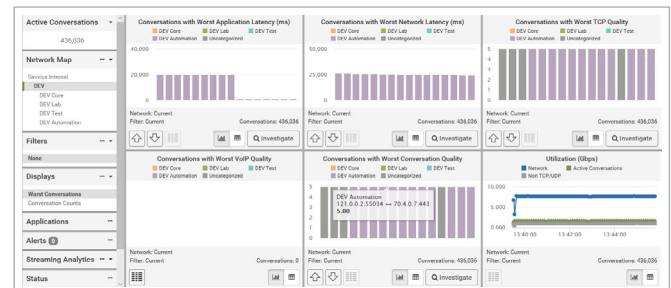 Active Conversations
436,036
Network Map
Savvius Internal
DEV
DEV Core
DEV Lab
DEV Test
DEV Automation
Filters
None
Displays
Worst Conversations
Conversation Counts
Applications
Alerts 0
Streaming Analytics
Status
Conversations with Worst Application Latency (ms)
DEV Core DEV Lab DEV Test
DEV Automation Uncategorized
40,000
20,000
0
Network: Current
Filter: Current Conversations: 436,036
Investigate
Conversations with Worst Network Latency (ms)
DEV Core DEV Lab DEV Test
DEV Automation Uncategorized
50,000
25,000
0
Network: Current
Filter: Current Conversations: 436,036
Investigate
Conversations with Worst TCP Quality
DEV Core DEV Lab DEV Test
DEV Automation Uncategorized
5
4
3
2
1
0
Network: Current
Filter: Current Conversations: 436,036
Investigate
Conversations with Worst VoIP Quality
DEV Core DEV Lab DEV Test
DEV Automation Uncategorized
Network: Current
Filter: Current Conversations: 0
Conversations with Worst Conversation Quality
DEV Core DEV Lab DEV Test
DEV Automation Uncategorized
5
4
3
2
1
0
DEV Automation
121.0.0.2:55034 ↔ 70.4.0.7:443
5.00
Network: Current
Filter: Current Conversations: 436,036
Investigate
Utilization (Gbps)
Network Active Conversations
Non TCP/UDP
10.000
5.000
0.000
13:40:00 13:42:00 13:44:00
Network: Current
Filter: Current Conversations: 436,036